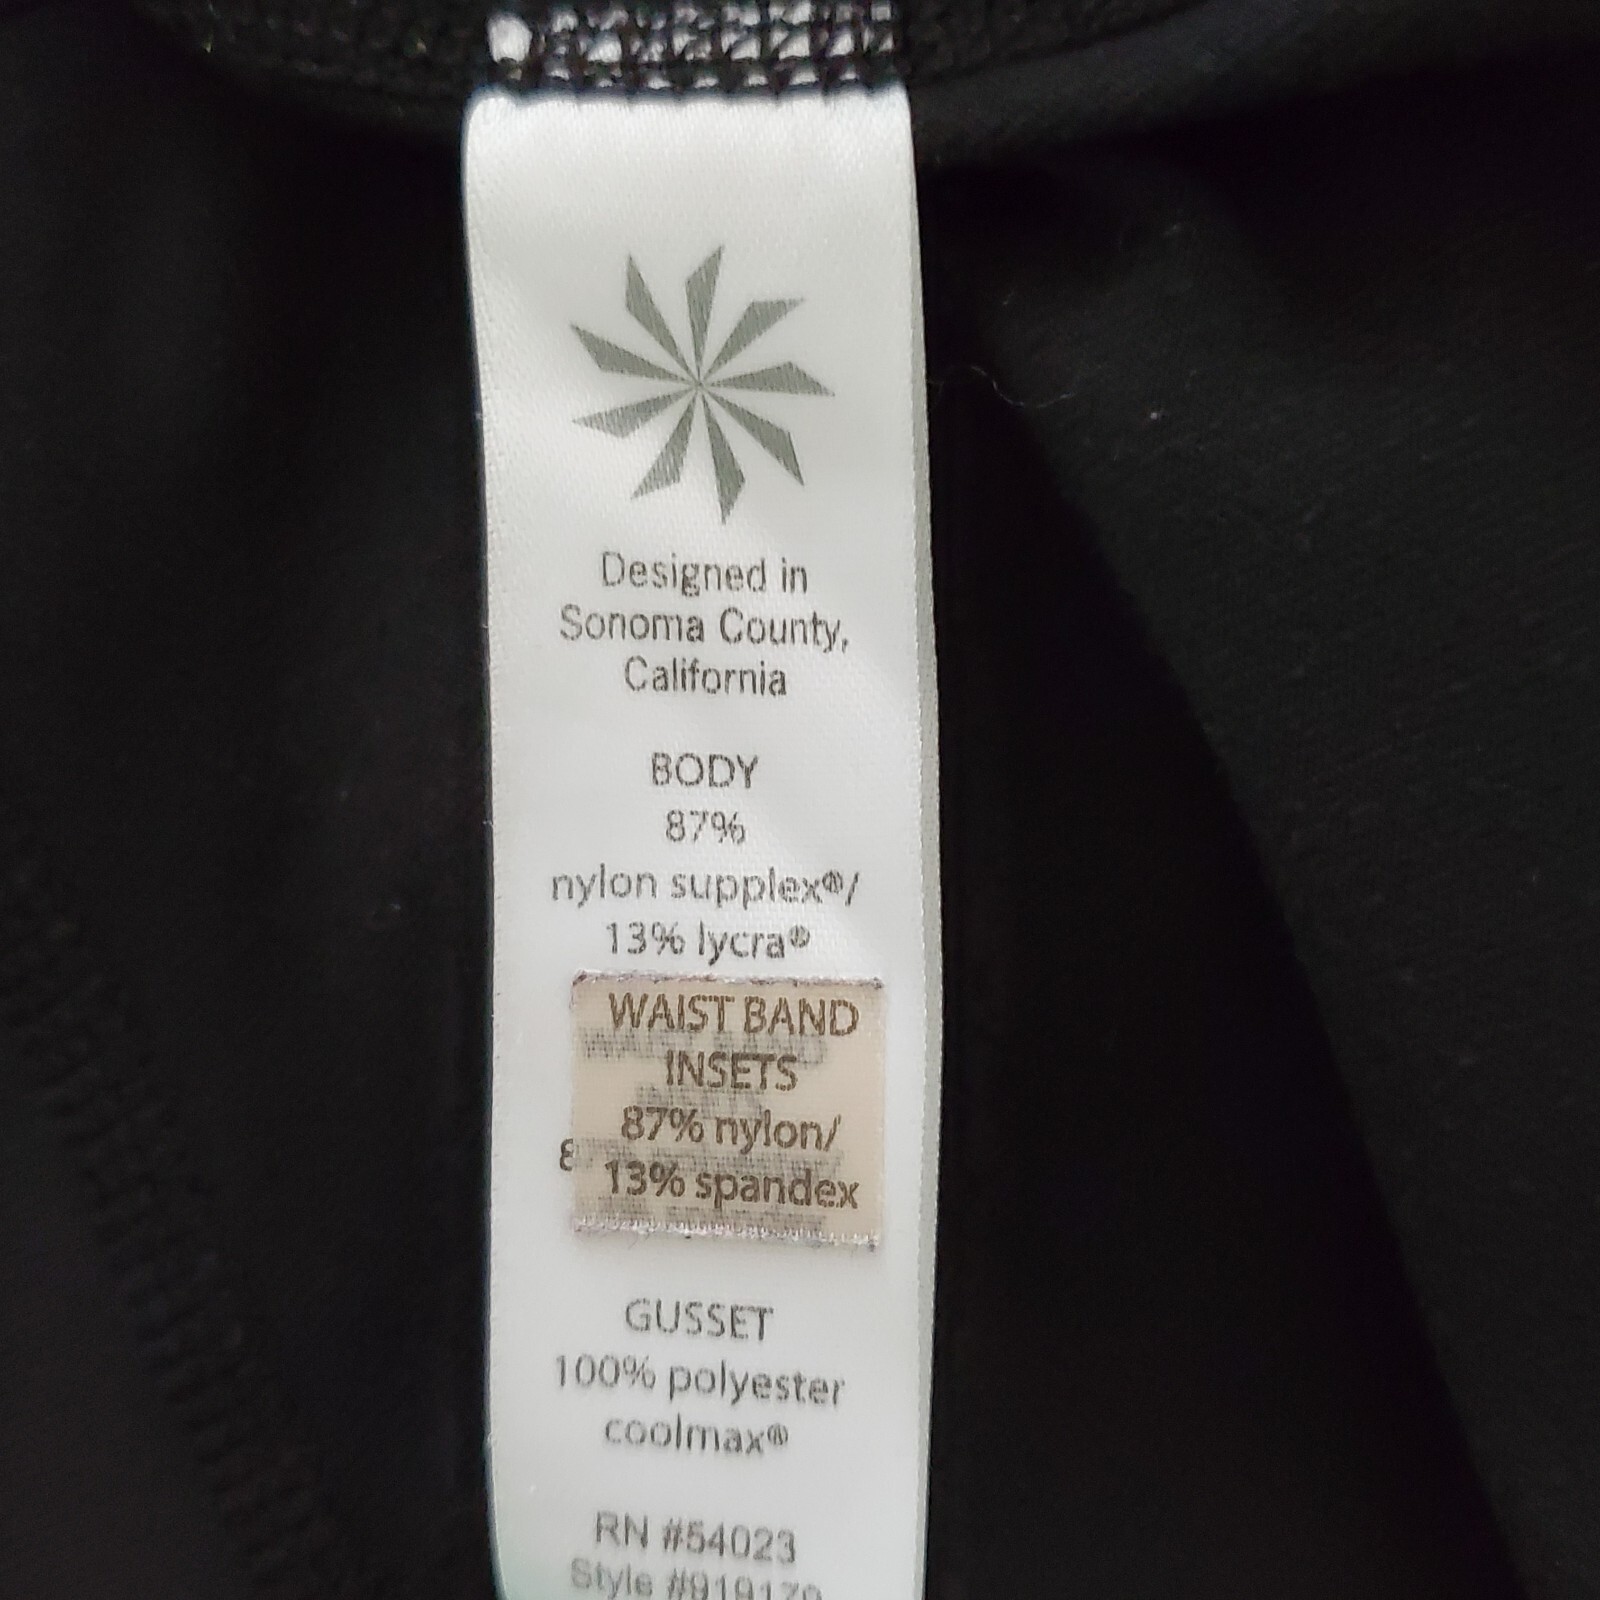 Designed in
Sonoma County,
California
BODY
87%
nylon supplex®/
13% lycra®
WAIST BAND
INSETS
87% nylon/
13% spandex
GUSSET
100% polyester
coolmax®
RN #54023
Style